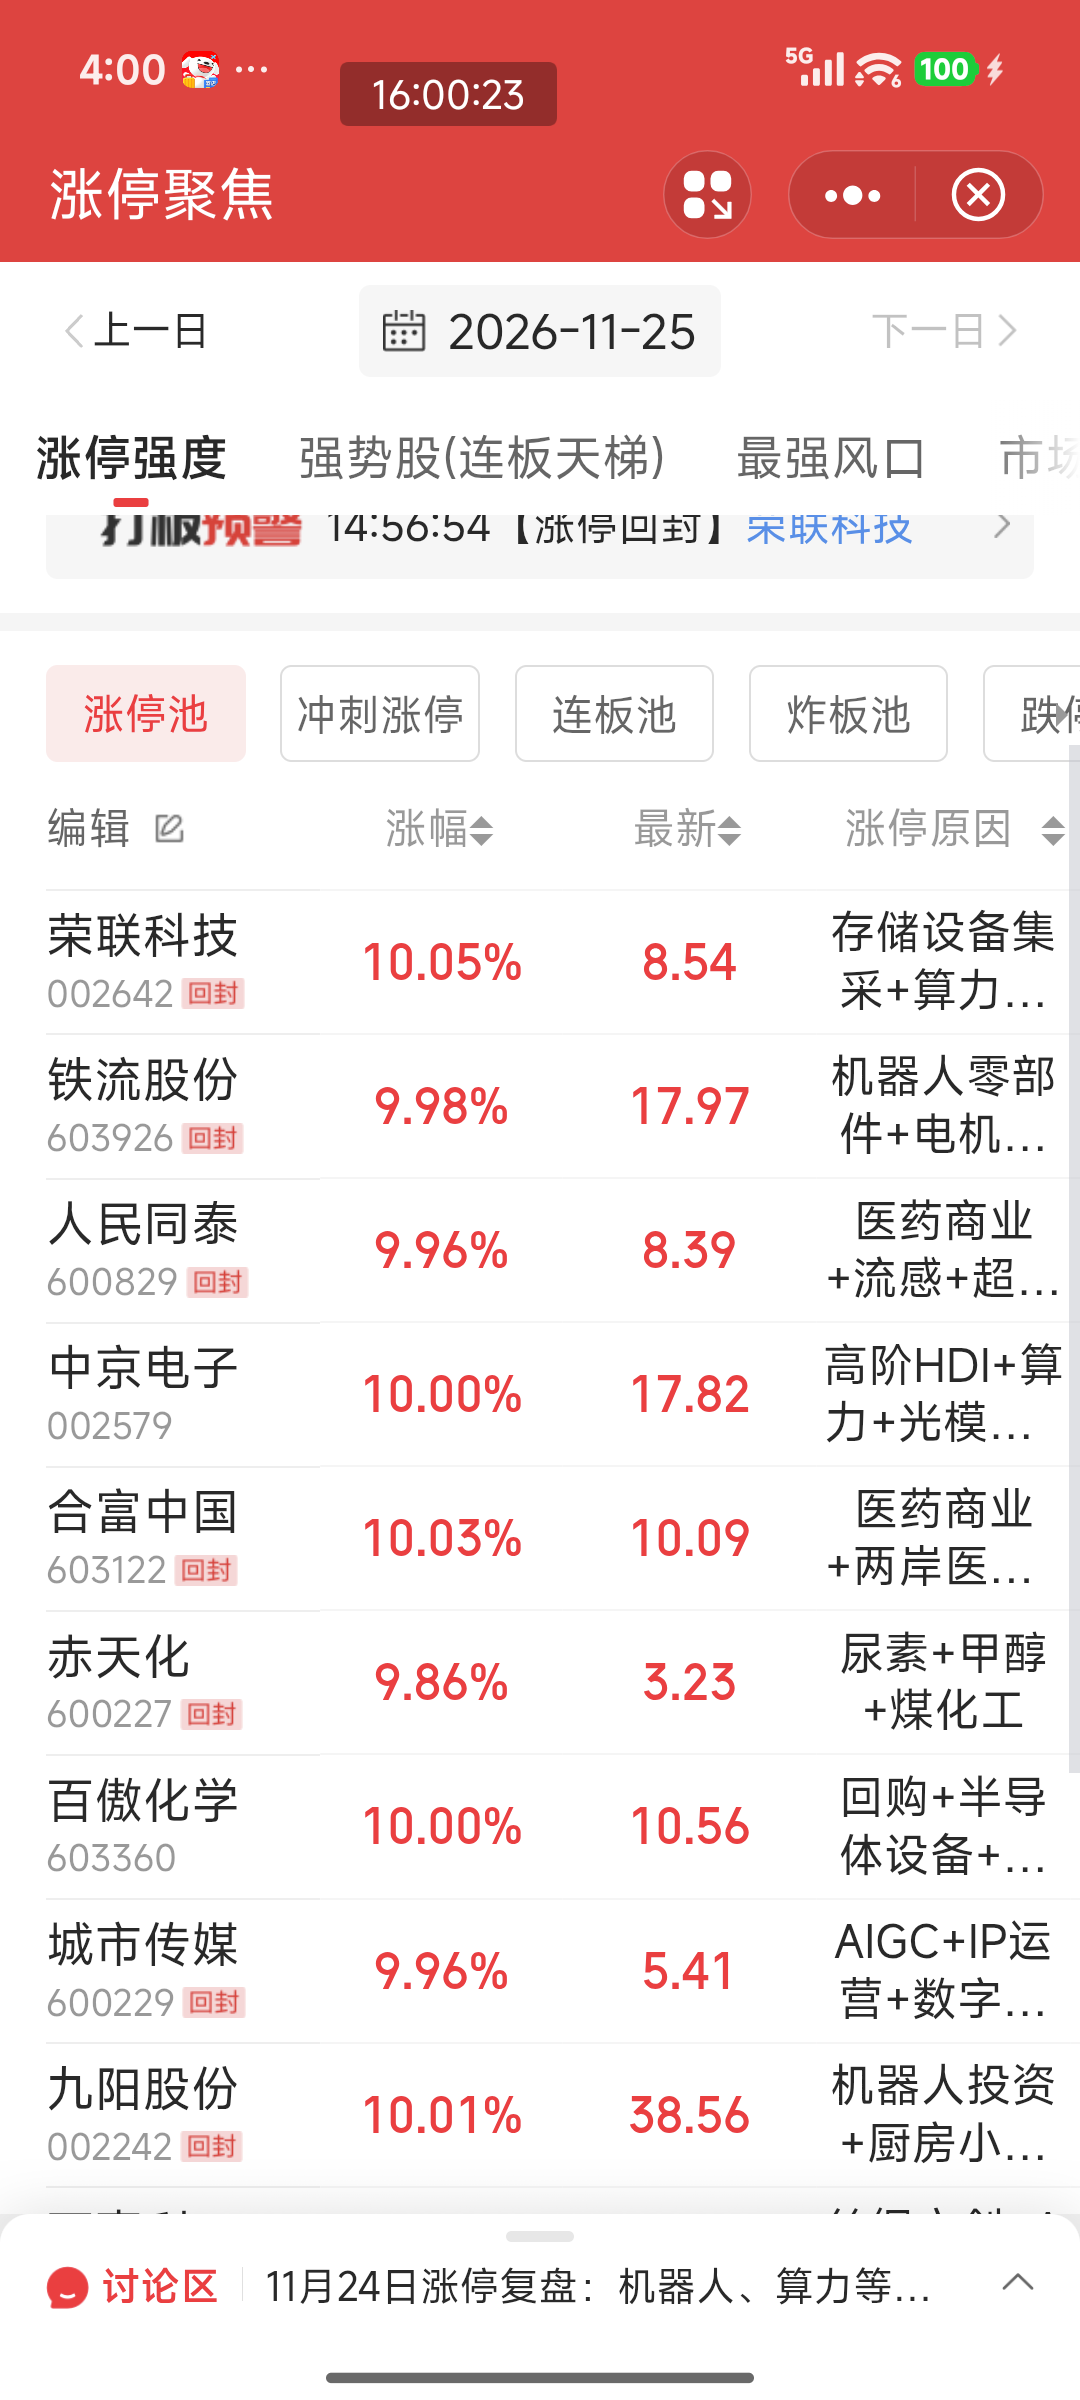 4:00 ...
5G 6 100
16:00:23
涨停聚焦
上一日 2026-11-25 下一日
涨停强度 强势股(连板天梯) 最强风口 市场
打板预警 14:56:54【涨停回封】荣联科技
涨停池 冲刺涨停 连板池 炸板池 跌停
编辑 涨幅 最新 涨停原因
荣联科技 10.05% 8.54 存储设备集
002642 回封 采+算力...
铁流股份 9.98% 17.97 机器人零部
603926 回封 件+电机...
人民同泰 9.96% 8.39 医药商业
600829 回封 +流感+超...
中京电子 10.00% 17.82 高阶HDI+算
002579 力+光模...
合富中国 10.03% 10.09 医药商业
603122 回封 +两岸医...
赤天化 9.86% 3.23 尿素+甲醇
600227 回封 +煤化工
百傲化学 10.00% 10.56 回购+半导
603360 体设备+...
城市传媒 9.96% 5.41 AIGC+IP运
600229 回封 营+数字...
九阳股份 10.01% 38.56 机器人投资
002242 回封 +厨房小...
讨论区 11月24日涨停复盘：机器人、算力等...